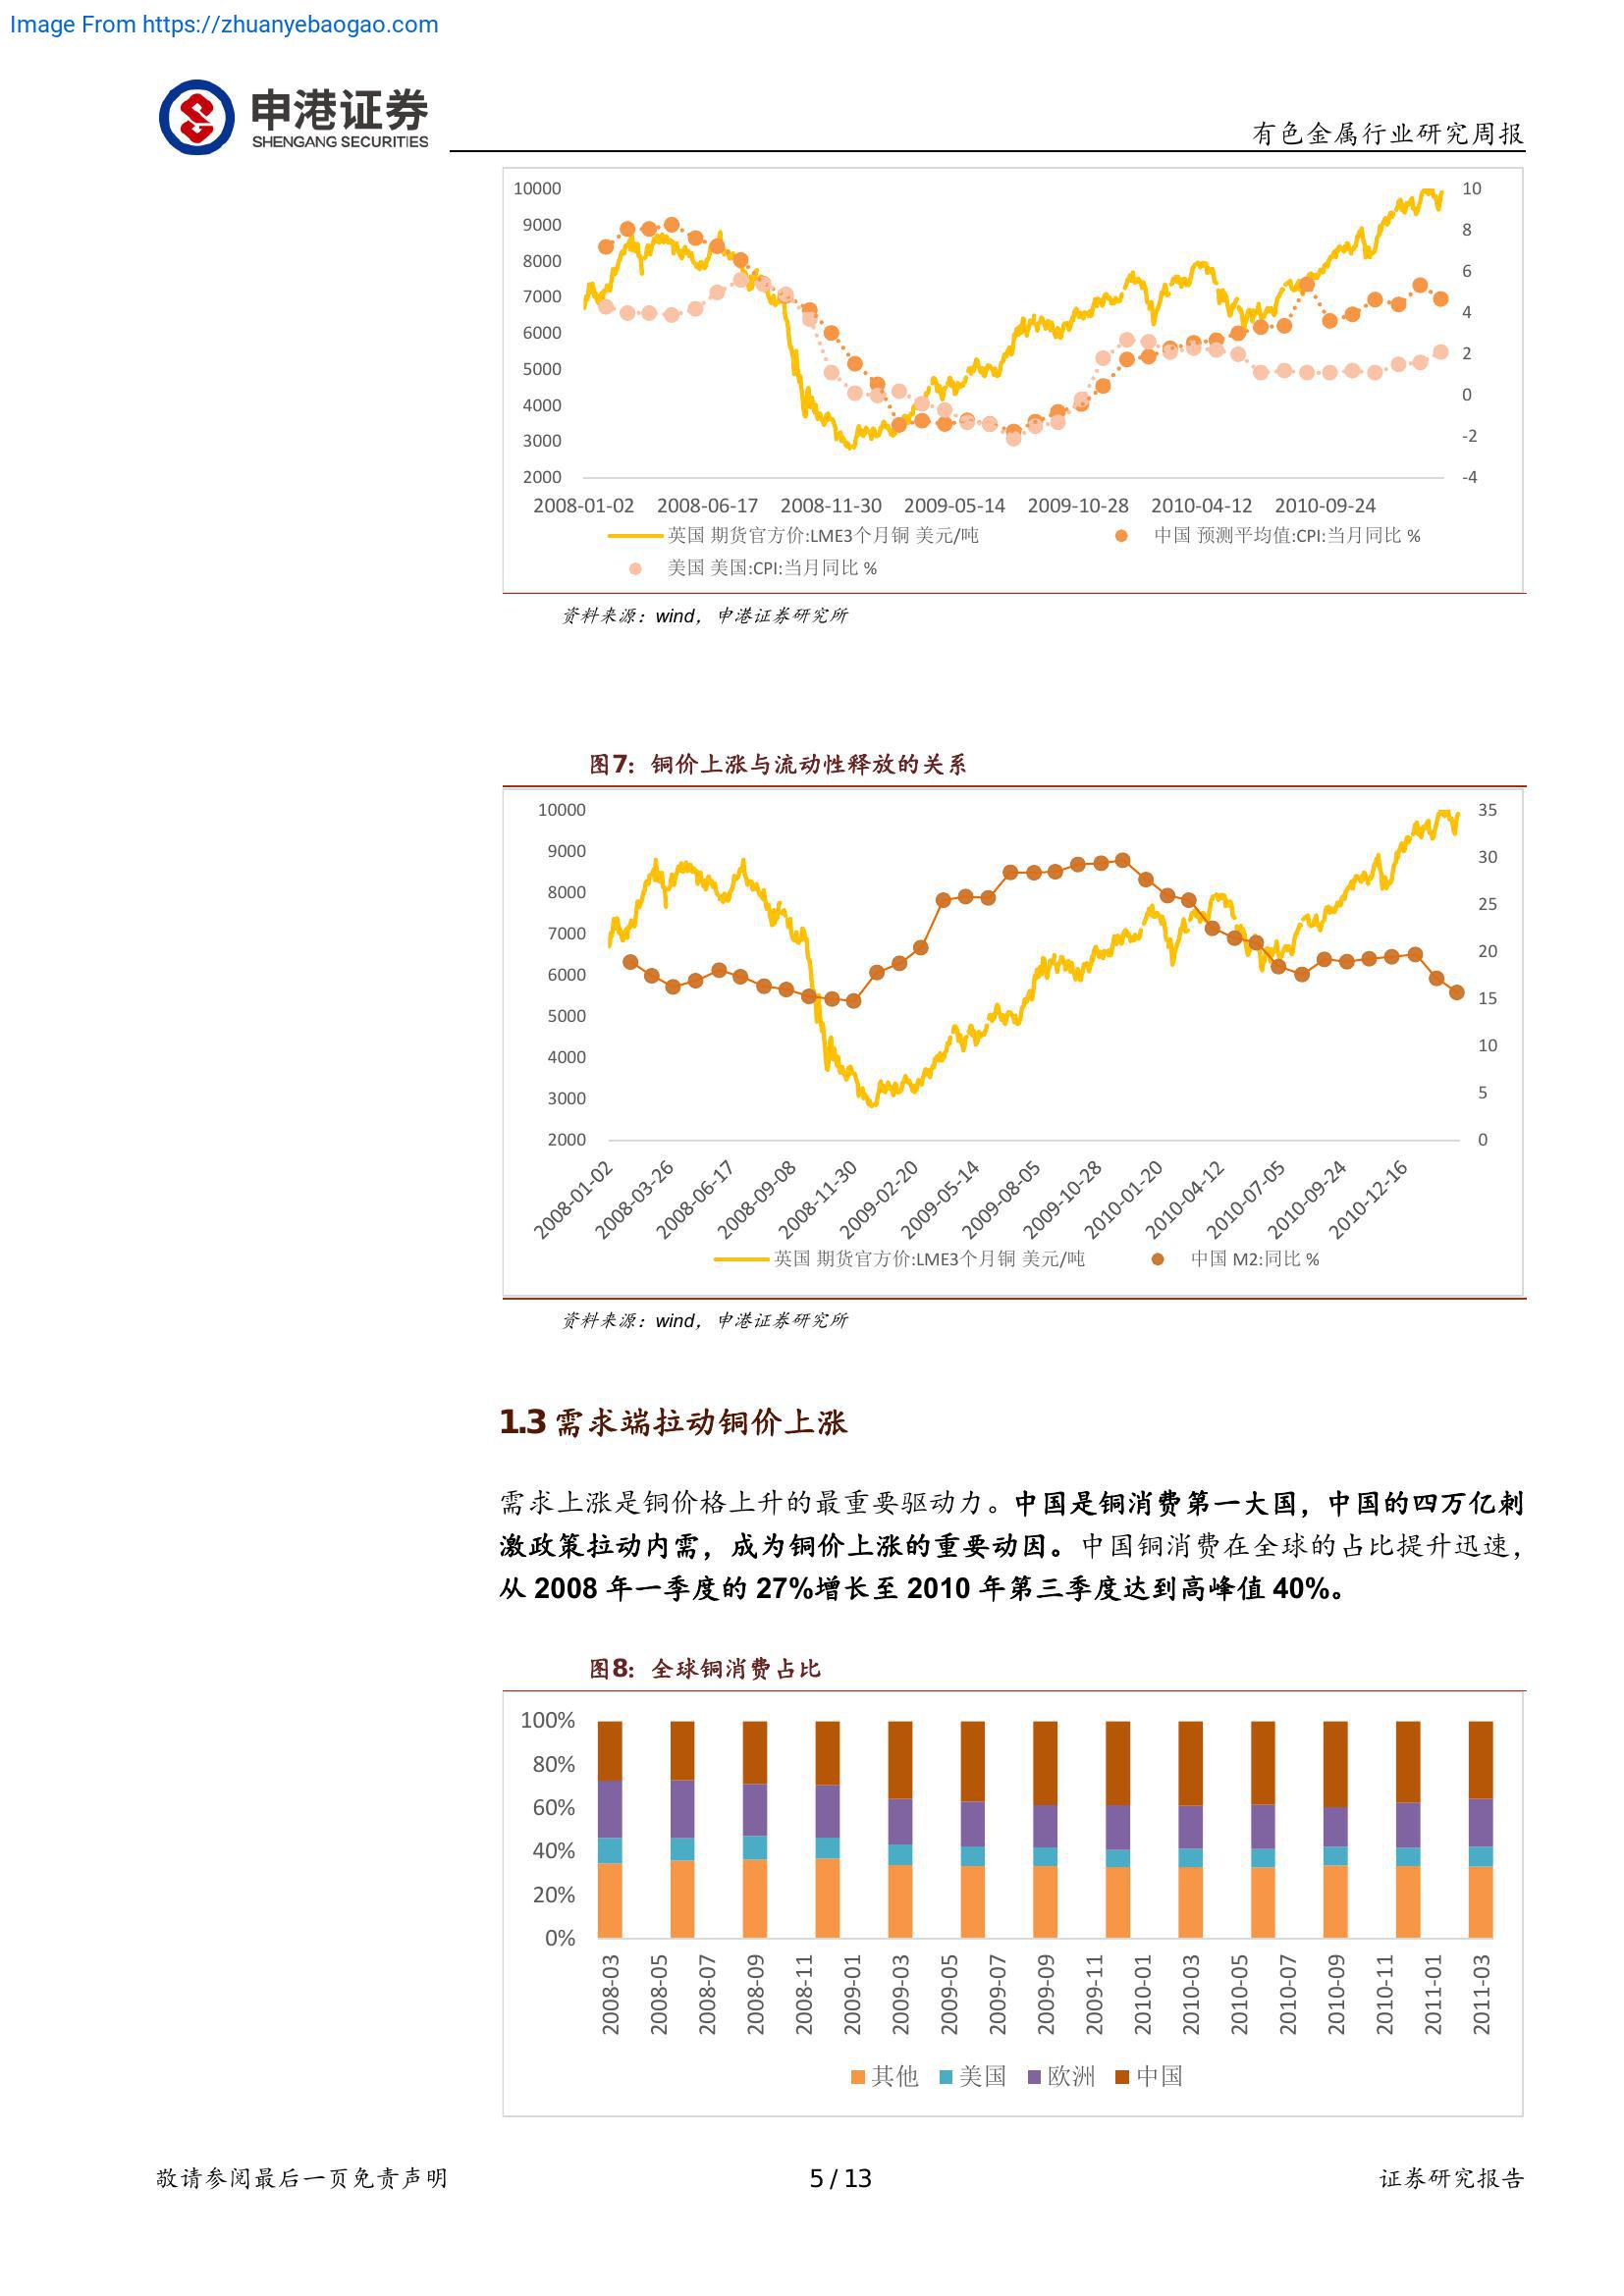 Image From https://zhuanyebaogao.com
申港证券
SHENGANG SECURITIES
有色金属行业研究周报
10000
9000
8000
7000
6000
5000
4000
3000
2000
10
8
6
4
2
0
-2
-4
2008-01-02 2008-06-17 2008-11-30 2009-05-14 2009-10-28 2010-04-12 2010-09-24
英国 期货官方价:LME3个月铜 美元/吨 中国 预测平均值:CPI:当月同比 %
美国 美国:CPI:当月同比 %
资料来源：wind，申港证券研究所
图7：铜价上涨与流动性释放的关系
10000
9000
8000
7000
6000
5000
4000
3000
2000
35
30
25
20
15
10
5
0
2008-01-02 2008-03-26 2008-06-17 2008-09-08 2008-11-30 2009-02-20 2009-05-14 2009-08-05 2009-10-28 2010-01-20 2010-04-12 2010-07-05 2010-09-24 2010-12-16
英国 期货官方价:LME3个月铜 美元/吨 中国 M2:同比 %
资料来源：wind，申港证券研究所
1.3 需求端拉动铜价上涨
需求上涨是铜价格上升的最重要驱动力。中国是铜消费第一大国，中国的四万亿刺
激政策拉动内需，成为铜价上涨的重要动因。中国铜消费在全球的占比提升迅速，
从 2008 年一季度的 27%增长至 2010 年第三季度达到高峰值 40%。
图8：全球铜消费占比
100%
80%
60%
40%
20%
0%
2008-03 2008-05 2008-07 2008-09 2008-11 2009-01 2009-03 2009-05 2009-07 2009-09 2009-11 2010-01 2010-03 2010-05 2010-07 2010-09 2010-11 2011-01 2011-03
其他 美国 欧洲 中国
敬请参阅最后一页免责声明
5 / 13
证券研究报告